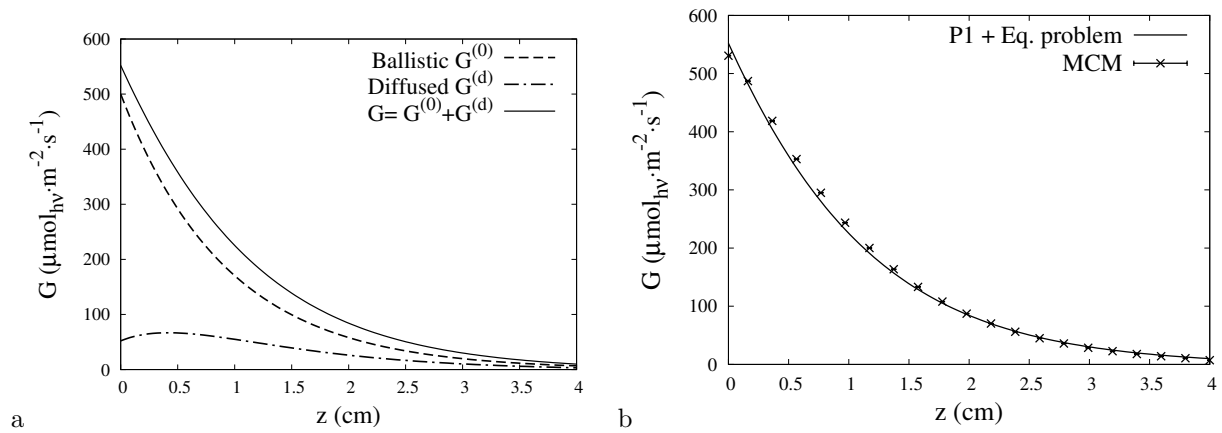 600
500
400
300
200
100
0
0 0.5 1 1.5 2 2.5 3 3.5 4
G (μmol_hν·m^-2·s^-1)
z (cm)
Ballistic G^(0)
Diffused G^(d)
G= G^(0)+G^(d)
a
600
500
400
300
200
100
0
0 0.5 1 1.5 2 2.5 3 3.5 4
G (μmol_hν·m^-2·s^-1)
z (cm)
P1 + Eq. problem
MCM
b